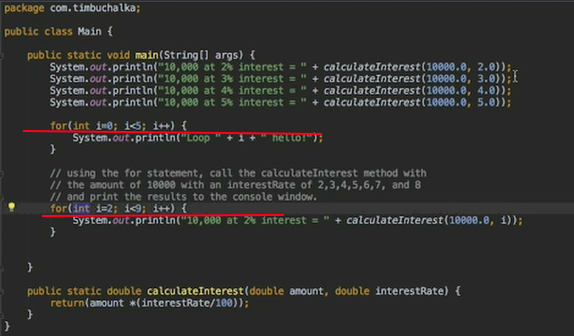 package com.timbuchalka;
public class Main {
public static void main(String[] args) {
System.out.println("10,000 at 2% interest = " + calculateInterest(10000.0, 2.0));
System.out.println("10,000 at 3% interest = " + calculateInterest(10000.0, 3.0));
System.out.println("10,000 at 4% interest = " + calculateInterest(10000.0, 4.0));
System.out.println("10,000 at 5% interest = " + calculateInterest(10000.0, 5.0));
for(int i=0; i<5; i++) {
System.out.println("Loop " + i + " hello!");
}
// using the for statement, call the calculateInterest method with
// the amount of 10000 with an interestRate of 2,3,4,5,6,7, and 8
// and print the results to the console window.
for(int i=2; i<9; i++) {
System.out.println("10,000 at 2% interest = " + calculateInterest(10000.0, i));
}
}
public static double calculateInterest(double amount, double interestRate) {
return(amount *(interestRate/100));
}
}